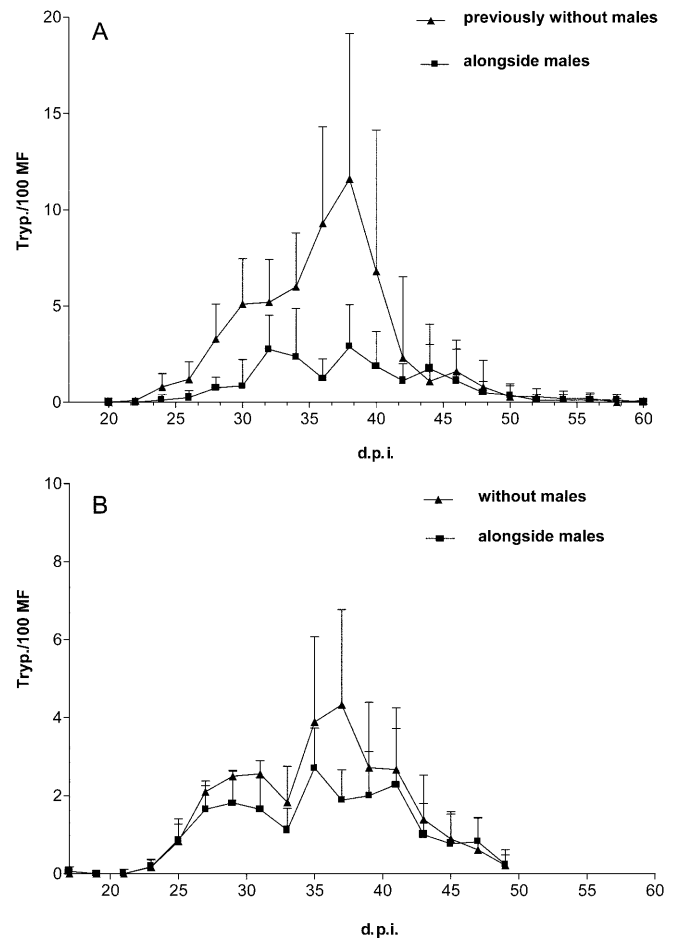 A
previously without males
alongside males
20
15
10
5
0
Tryp./100 MF
20 25 30 35 40 45 50 55 60
d.p.i.
B
without males
alongside males
10
8
6
4
2
0
Tryp./100 MF
20 25 30 35 40 45 50 55 60
d.p.i.